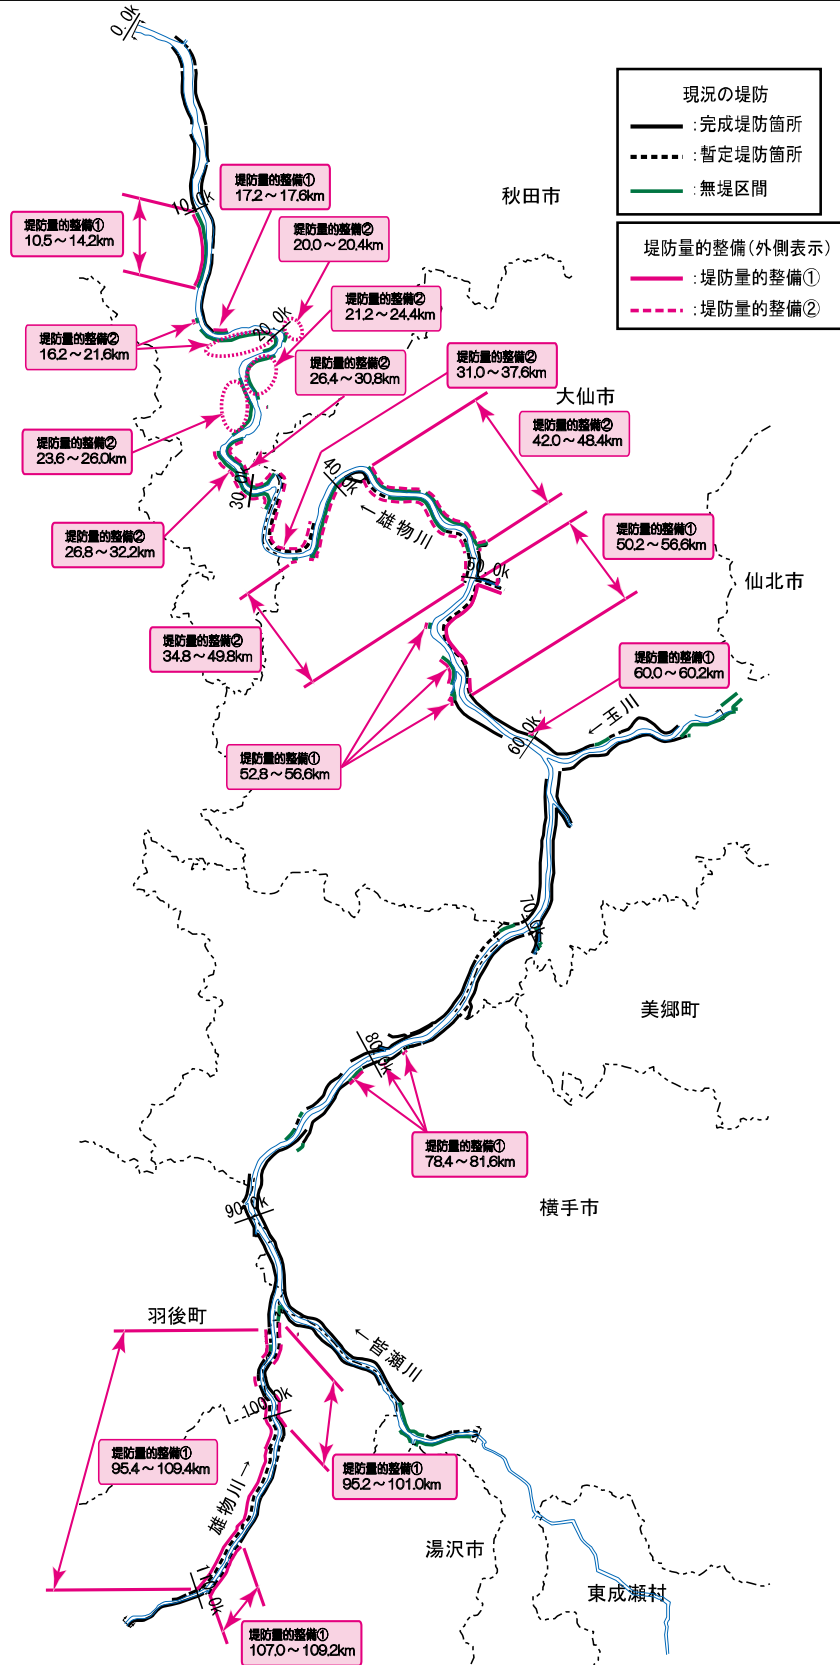 0.0k
現況の堤防
:完成堤防箇所
:暫定堤防箇所
:無堤区間
堤防量的整備(外側表示)
:堤防量的整備①
:堤防量的整備②
秋田市
堤防量的整備①
17.2～17.6km
10.0k
堤防量的整備①
10.5～14.2km
堤防量的整備②
20.0～20.4km
堤防量的整備②
21.2～24.4km
20.0k
堤防量的整備②
16.2～21.6km
堤防量的整備②
26.4～30.8km
堤防量的整備②
31.0～37.6km
大仙市
堤防量的整備②
42.0～48.4km
堤防量的整備②
23.6～26.0km
30.0k
40.0k
←雄物川
堤防量的整備②
26.8～32.2km
堤防量的整備①
50.2～56.6km
50.0k
仙北市
堤防量的整備②
34.8～49.8km
堤防量的整備①
60.0～60.2km
←玉川
60.0k
堤防量的整備①
52.8～56.6km
70.0k
美郷町
80.0k
堤防量的整備①
78.4～81.6km
横手市
90.0k
羽後町
←皆瀬川
100.0k
堤防量的整備①
95.4～109.4km
堤防量的整備①
95.2～101.0km
雄物川→
湯沢市
東成瀬村
110.0k
堤防量的整備①
107.0～109.2km